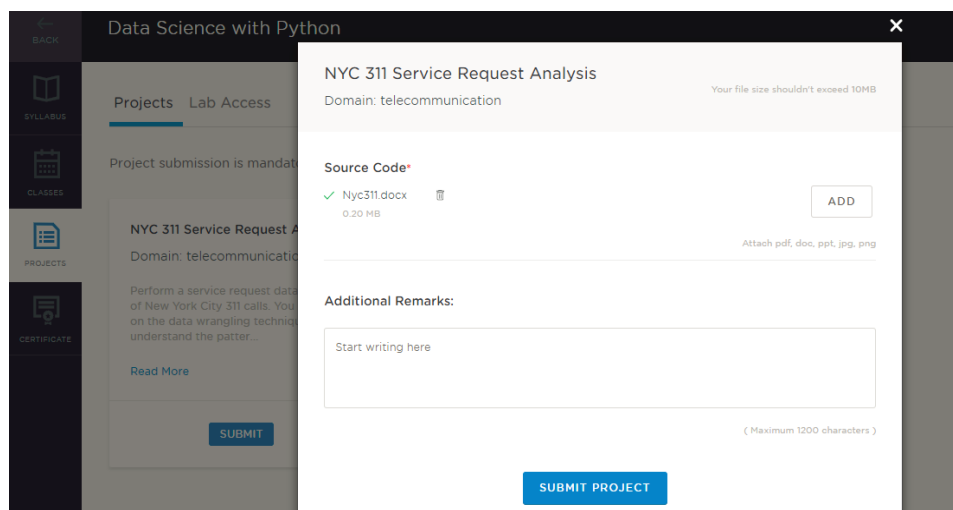 BACK
Data Science with Python
SYLLABUS
CLASSES
PROJECTS
CERTIFICATE
Projects Lab Access
Project submission is mandat
NYC 311 Service Request A
Domain: telecommunicatio
Perform a service request data
of New York City 311 calls. You
on the data wrangling techniqu
understand the patter...
Read More
SUBMIT
NYC 311 Service Request Analysis
Domain: telecommunication
Your file size shouldn't exceed 10MB
Source Code*
Nyc311.docx
0.20 MB
ADD
Attach pdf, doc, ppt, jpg, png
Additional Remarks:
Start writing here
( Maximum 1200 characters )
SUBMIT PROJECT